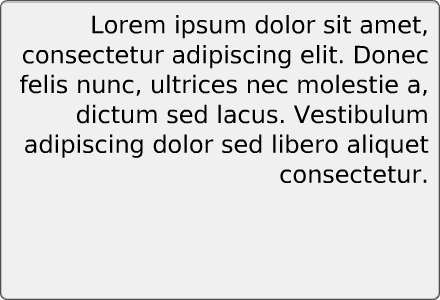 Lorem ipsum dolor sit amet,
consectetur adipiscing elit. Donec
felis nunc, ultrices nec molestie a,
dictum sed lacus. Vestibulum
adipiscing dolor sed libero aliquet
consectetur.